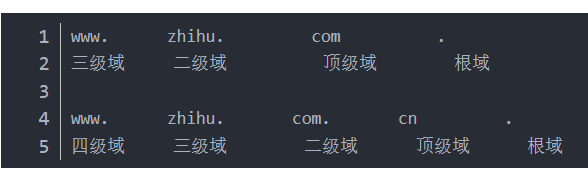 1 www. zhihu. com .
2 三级域 二级域 顶级域 根域
3
4 www. zhihu. com. cn .
5 四级域 三级域 二级域 顶级域 根域